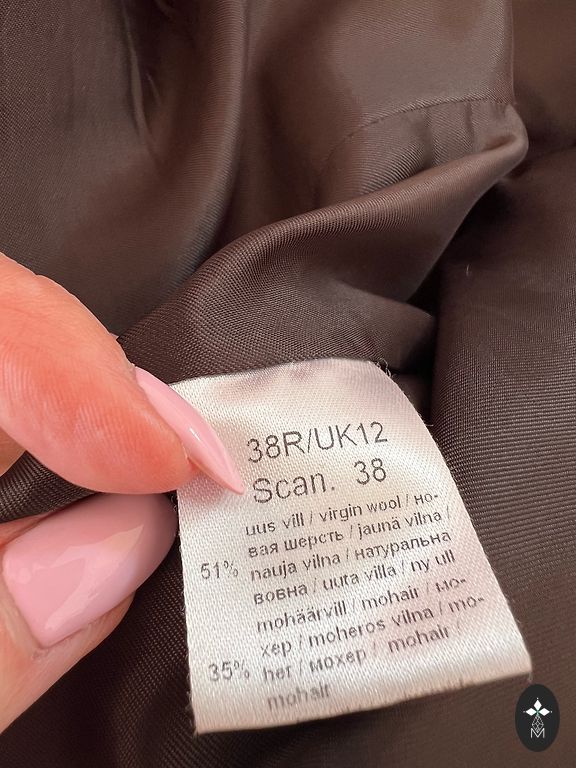 38R/UK12
Scan. 38
uus vill / virgin wool / но-
вая шерсть / jaunā vilna /
51% nauja vilna / натуральна
вовна / uuta villa / ny ull
mohäärvill / mohair / мо-
хер / moheros vilna / mo-
35% her / мохер / mohair /
mohair
M